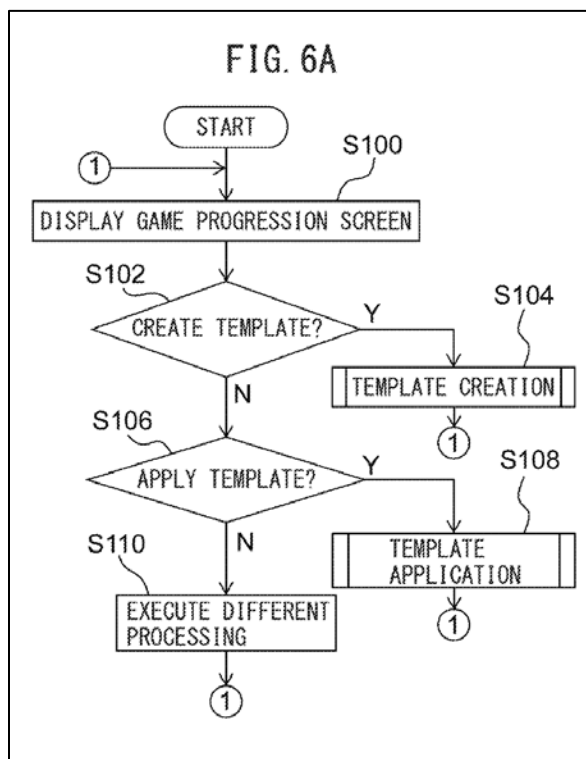 FIG. 6A
START
1
S100
DISPLAY GAME PROGRESSION SCREEN
S102
CREATE TEMPLATE?
Y
S104
TEMPLATE CREATION
1
N
S106
APPLY TEMPLATE?
Y
S108
TEMPLATE
APPLICATION
1
N
S110
EXECUTE DIFFERENT
PROCESSING
1